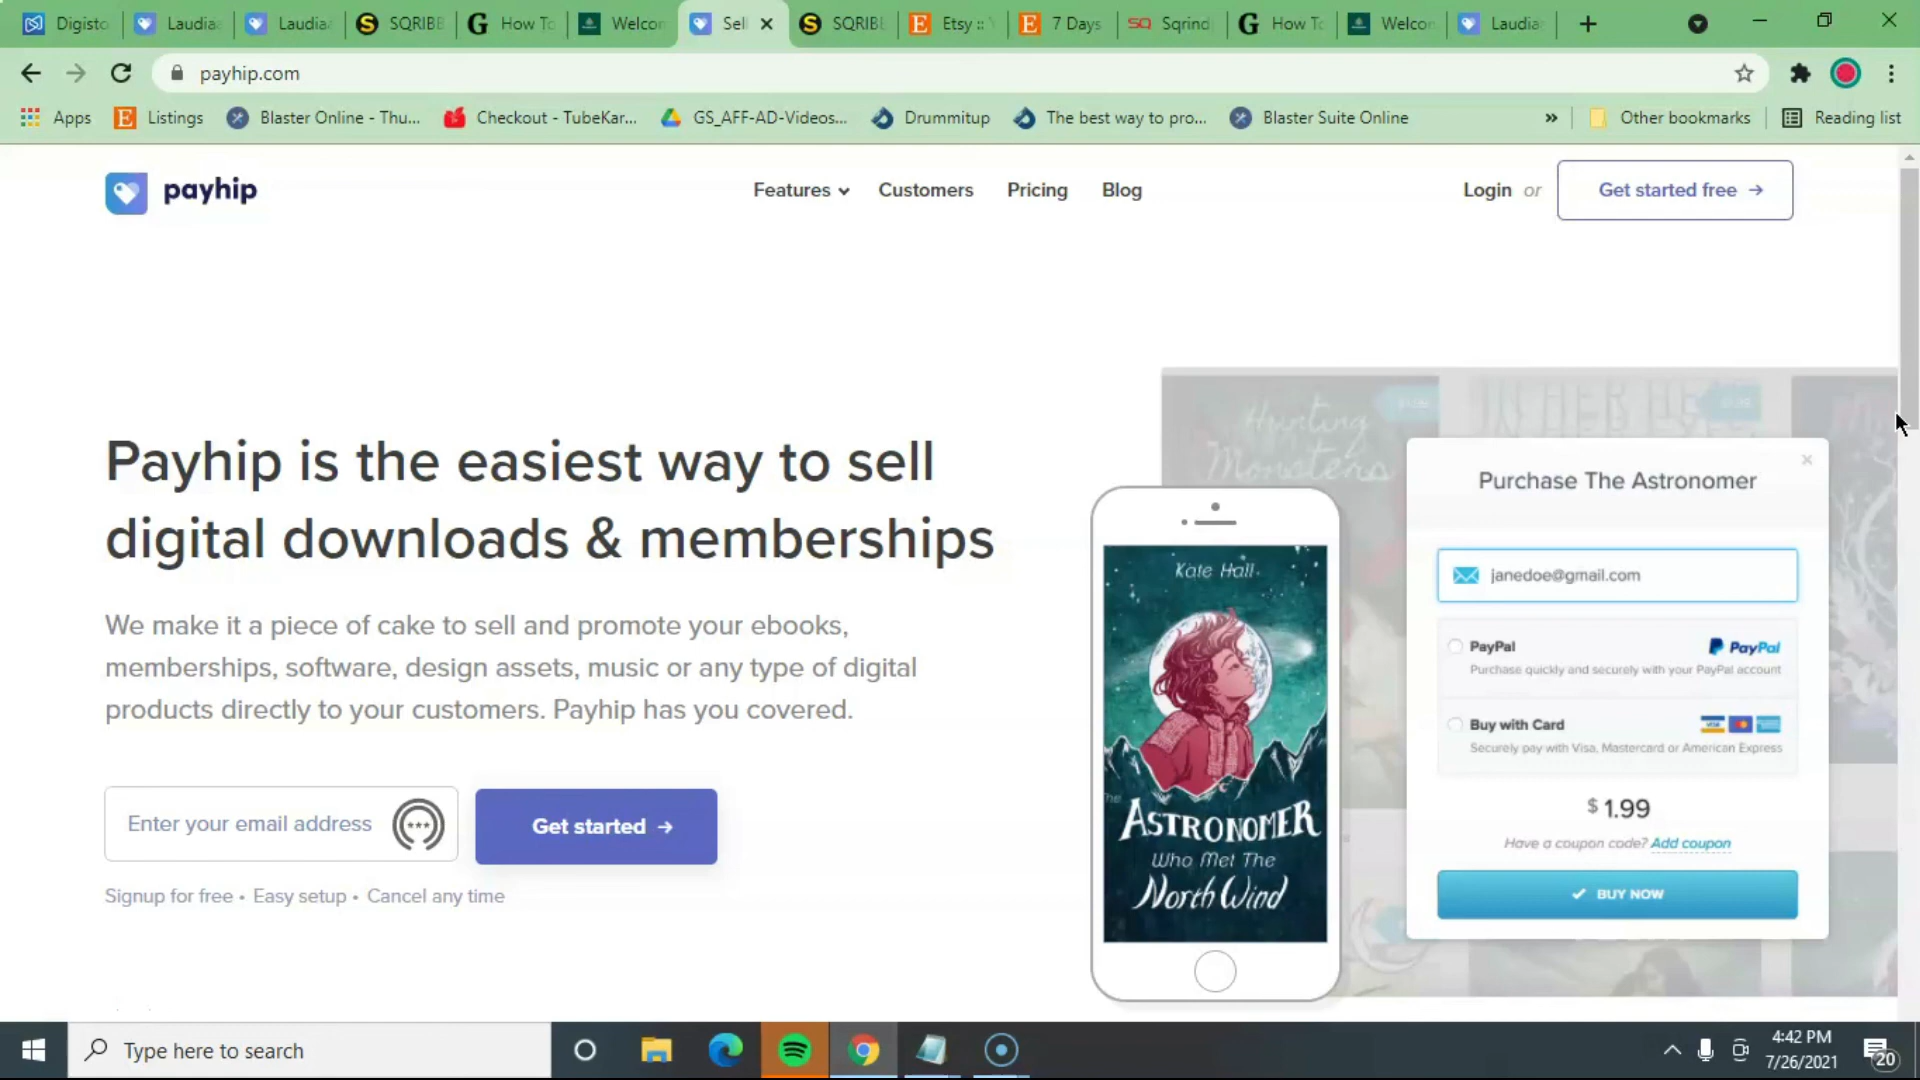 Digisto
Laudia
Laudia
SQRIBE
How To
Welcon
Sel
SQRIBE
Etsy ::
7 Days
Sqrind
How To
Welcon
Laudia
payhip.com
Apps
Listings
Blaster Online - Thu...
Checkout - TubeKar...
GS_AFF-AD-Videos...
Drummitup
The best way to pro...
Blaster Suite Online
»
Other bookmarks
Reading list
payhip
Features
Customers
Pricing
Blog
Login or
Get started free →
Payhip is the easiest way to sell
digital downloads & memberships
We make it a piece of cake to sell and promote your ebooks,
memberships, software, design assets, music or any type of digital
products directly to your customers. Payhip has you covered.
Enter your email address
Get started →
Signup for free • Easy setup • Cancel any time
Hunting
Monsters
Kate Hall
The
ASTRONOMER
Who Met The
North Wind
Purchase The Astronomer
janedoe@gmail.com
PayPal
PayPal
Purchase quickly and securely with your PayPal account
Buy with Card
VISA
Securely pay with Visa, Mastercard or American Express
$ 1.99
Have a coupon code? Add coupon
BUY NOW
Type here to search
4:42 PM
7/26/2021
20